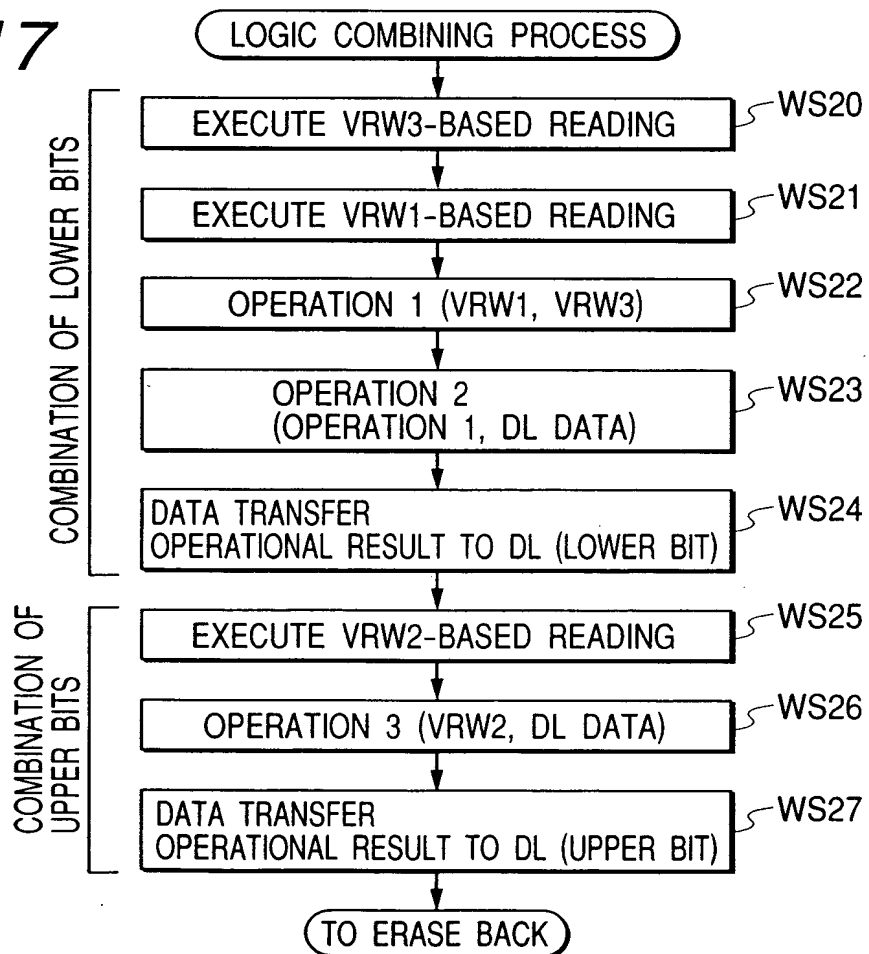 17
LOGIC COMBINING PROCESS
COMBINATION OF LOWER BITS
EXECUTE VRW3-BASED READING
WS20
EXECUTE VRW1-BASED READING
WS21
OPERATION 1 (VRW1, VRW3)
WS22
OPERATION 2
(OPERATION 1, DL DATA)
WS23
DATA TRANSFER
OPERATIONAL RESULT TO DL (LOWER BIT)
WS24
COMBINATION OF
UPPER BITS
EXECUTE VRW2-BASED READING
WS25
OPERATION 3 (VRW2, DL DATA)
WS26
DATA TRANSFER
OPERATIONAL RESULT TO DL (UPPER BIT)
WS27
TO ERASE BACK